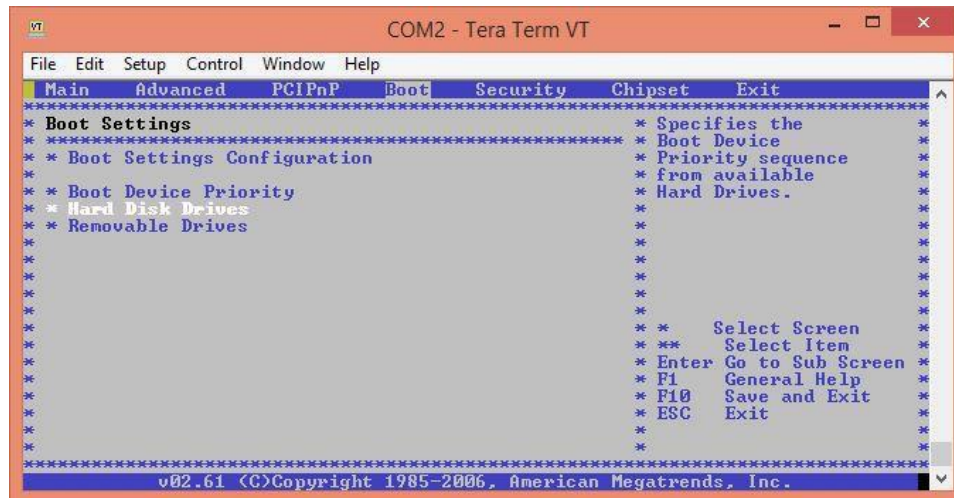 VT
COM2 - Tera Term VT
File Edit Setup Control Window Help
Main Advanced PCIPnP Boot Security Chipset Exit
Boot Settings
* Boot Settings Configuration
* Boot Device Priority
* Hard Disk Drives
* Removable Drives
Specifies the
Boot Device
Priority sequence
from available
Hard Drives.
* Select Screen
** Select Item
Enter Go to Sub Screen
F1 General Help
F10 Save and Exit
ESC Exit
v02.61 (C)Copyright 1985-2006, American Megatrends, Inc.